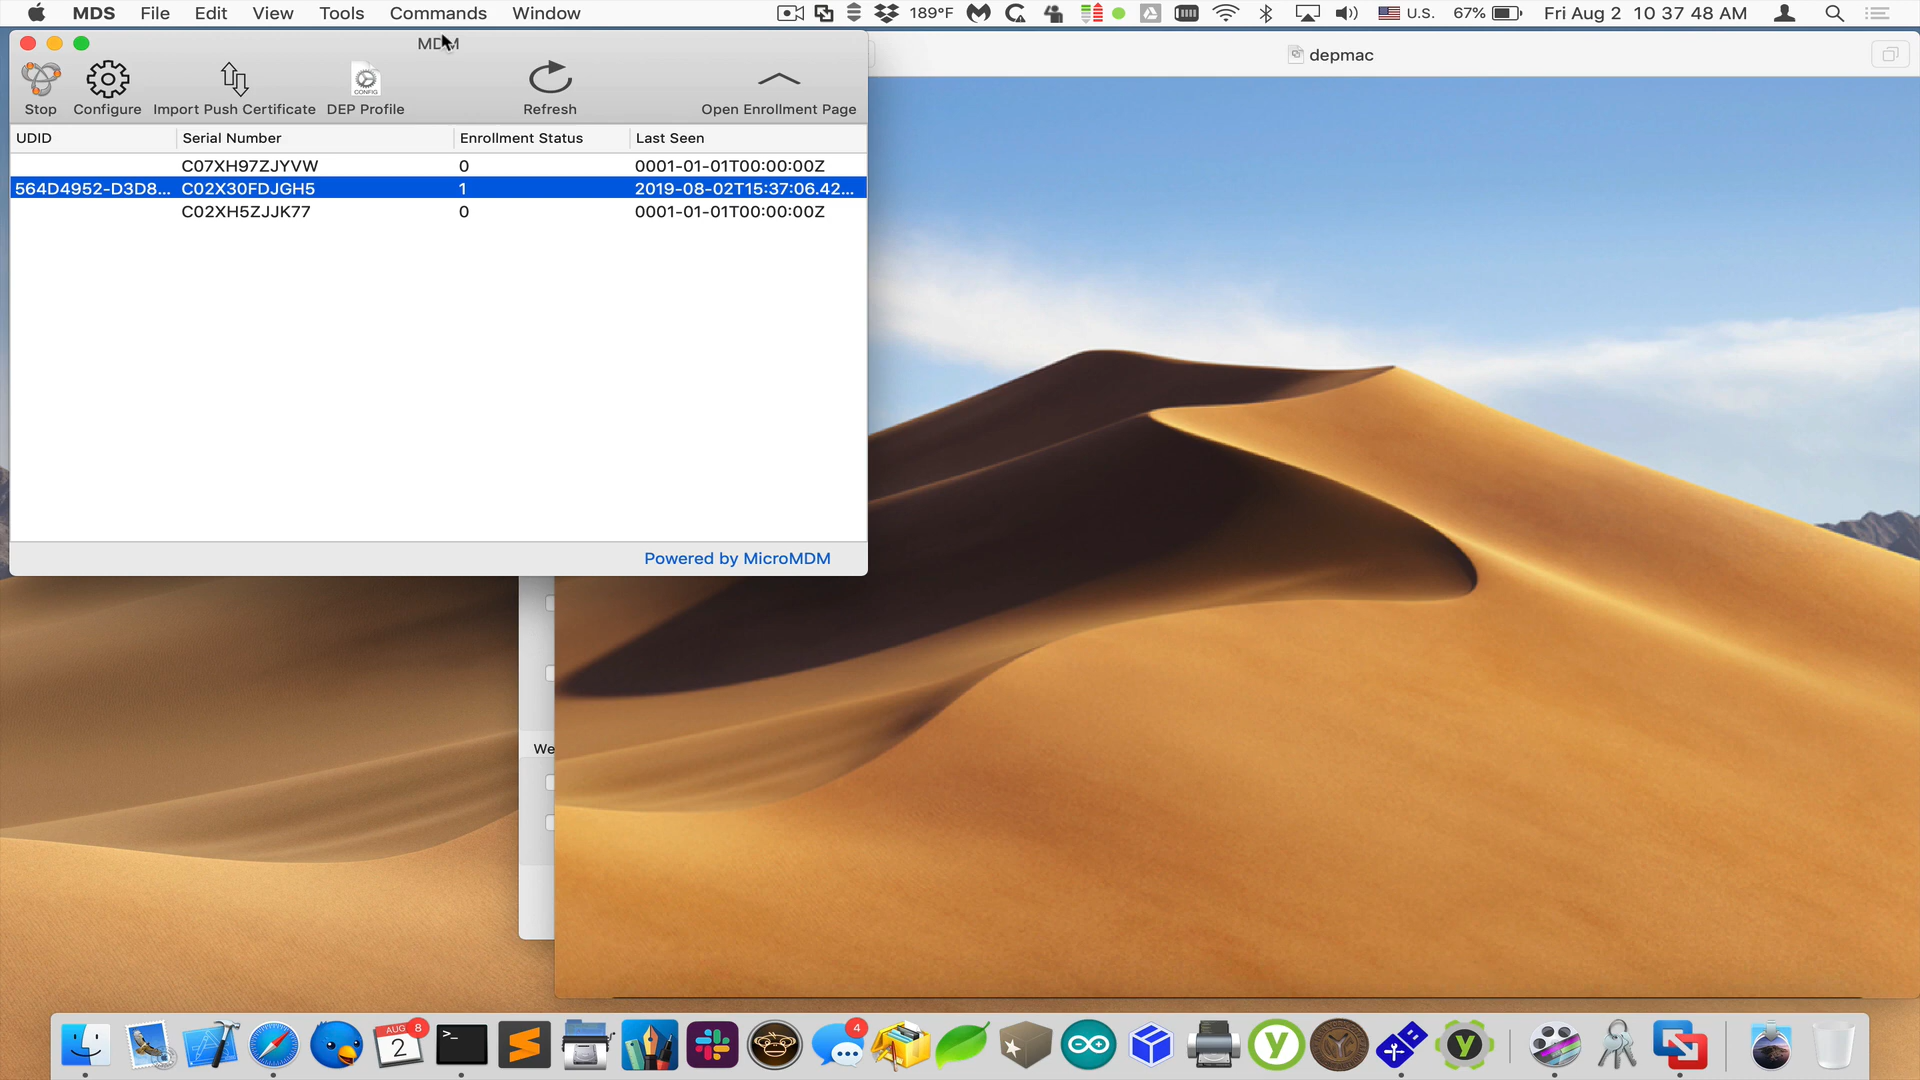 MDS File Edit View Tools Commands Window 189°F U.S. 67% Fri Aug 2 10 37 48 AM
MDM
depmac
Stop Configure Import Push Certificate DEP Profile Refresh Open Enrollment Page
CONFIG
UDID Serial Number Enrollment Status Last Seen
C07XH97ZJYVW 0 0001-01-01T00:00:00Z
564D4952-D3D8... C02X30FDJGH5 1 2019-08-02T15:37:06.42...
C02XH5ZJJK77 0 0001-01-01T00:00:00Z
Powered by MicroMDM
We
AUG 8
2
4